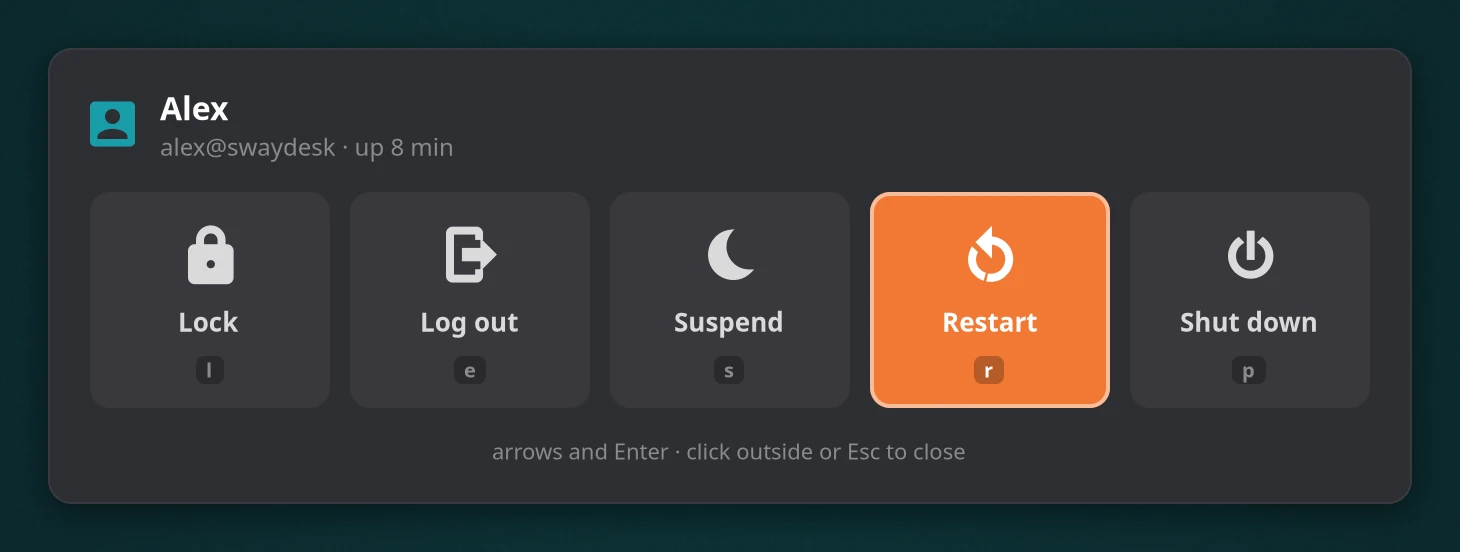 Alex
alex@swaydesk · up 8 min
Lock
Log out
Suspend
Restart
Shut down
l
e
s
r
p
arrows and Enter · click outside or Esc to close